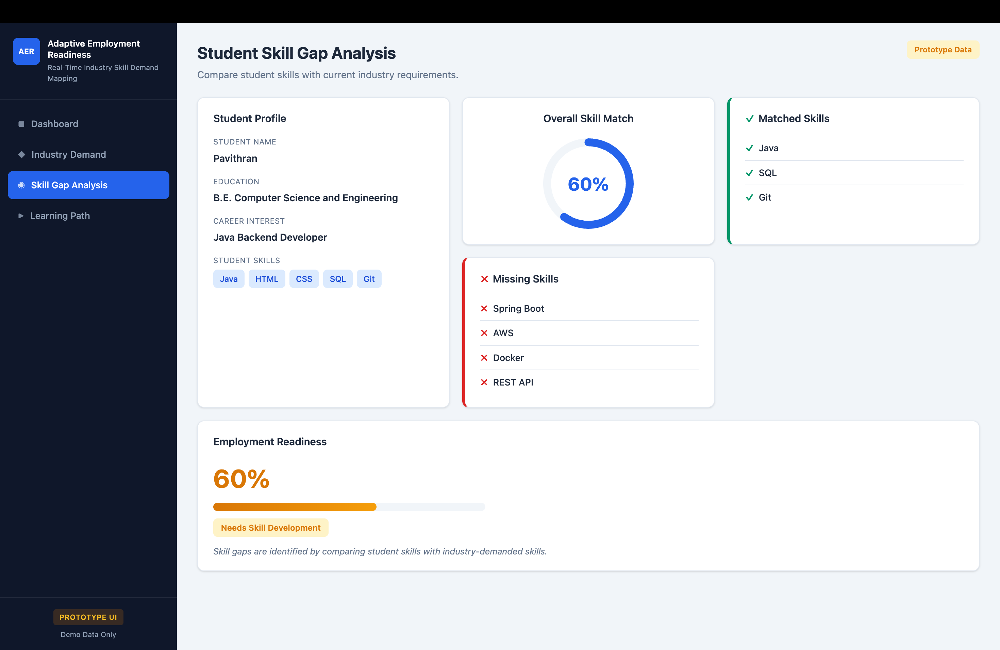 AER
Adaptive Employment
Readiness
Real-Time Industry Skill Demand
Mapping
Dashboard
Industry Demand
Skill Gap Analysis
Learning Path
PROTOTYPE UI
Demo Data Only
Student Skill Gap Analysis
Prototype Data
Compare student skills with current industry requirements.
Student Profile
STUDENT NAME
Pavithran
EDUCATION
B.E. Computer Science and Engineering
CAREER INTEREST
Java Backend Developer
STUDENT SKILLS
Java HTML CSS SQL Git
Overall Skill Match
60%
Matched Skills
Java
SQL
Git
Missing Skills
Spring Boot
AWS
Docker
REST API
Employment Readiness
60%
Needs Skill Development
Skill gaps are identified by comparing student skills with industry-demanded skills.